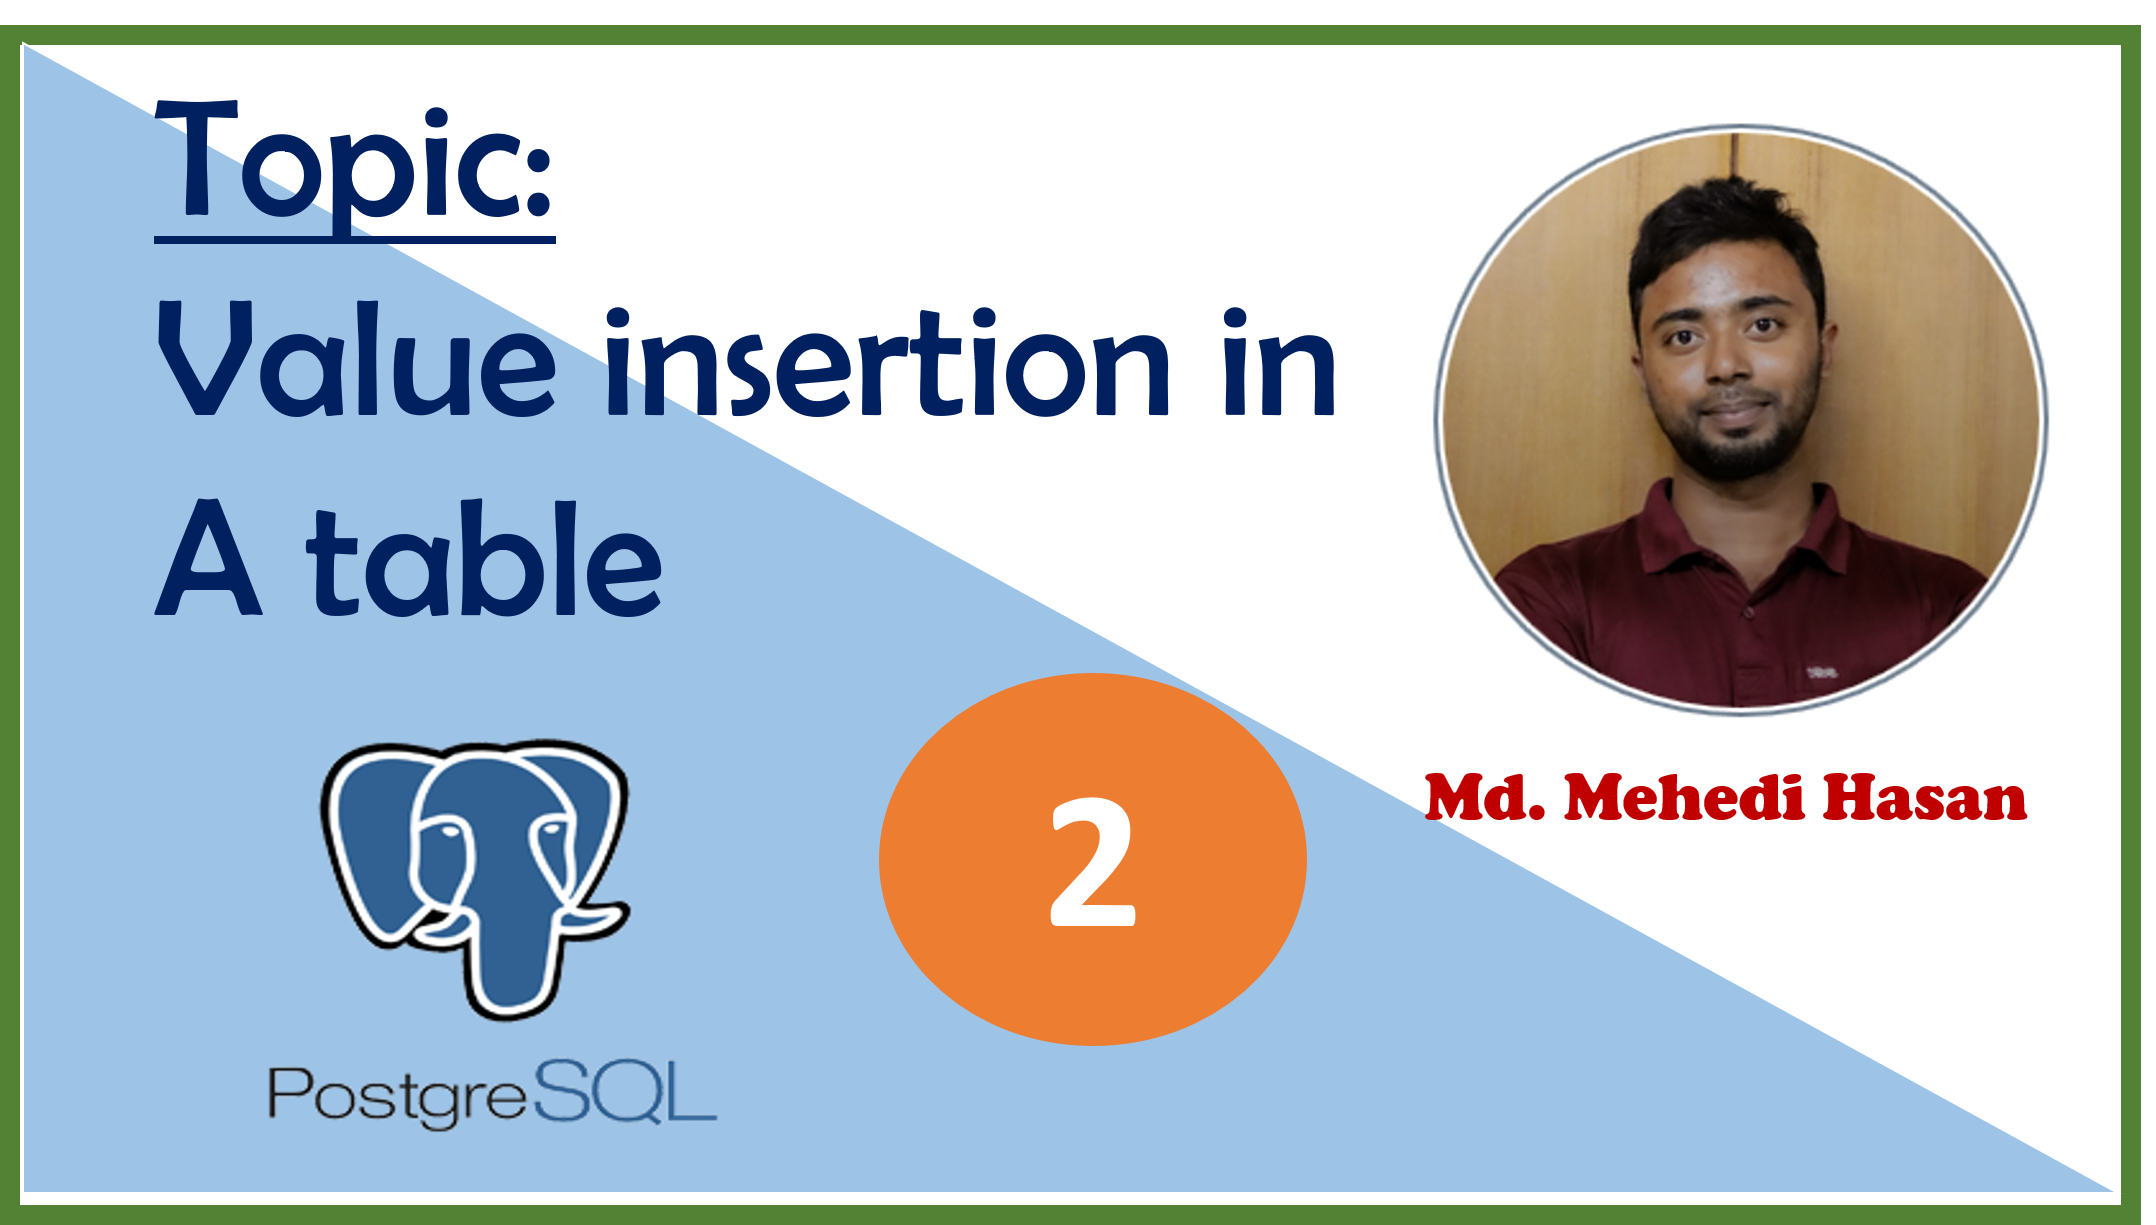 Topic:
Value insertion in
A table
2
Md. Mehedi Hasan
PostgreSQL